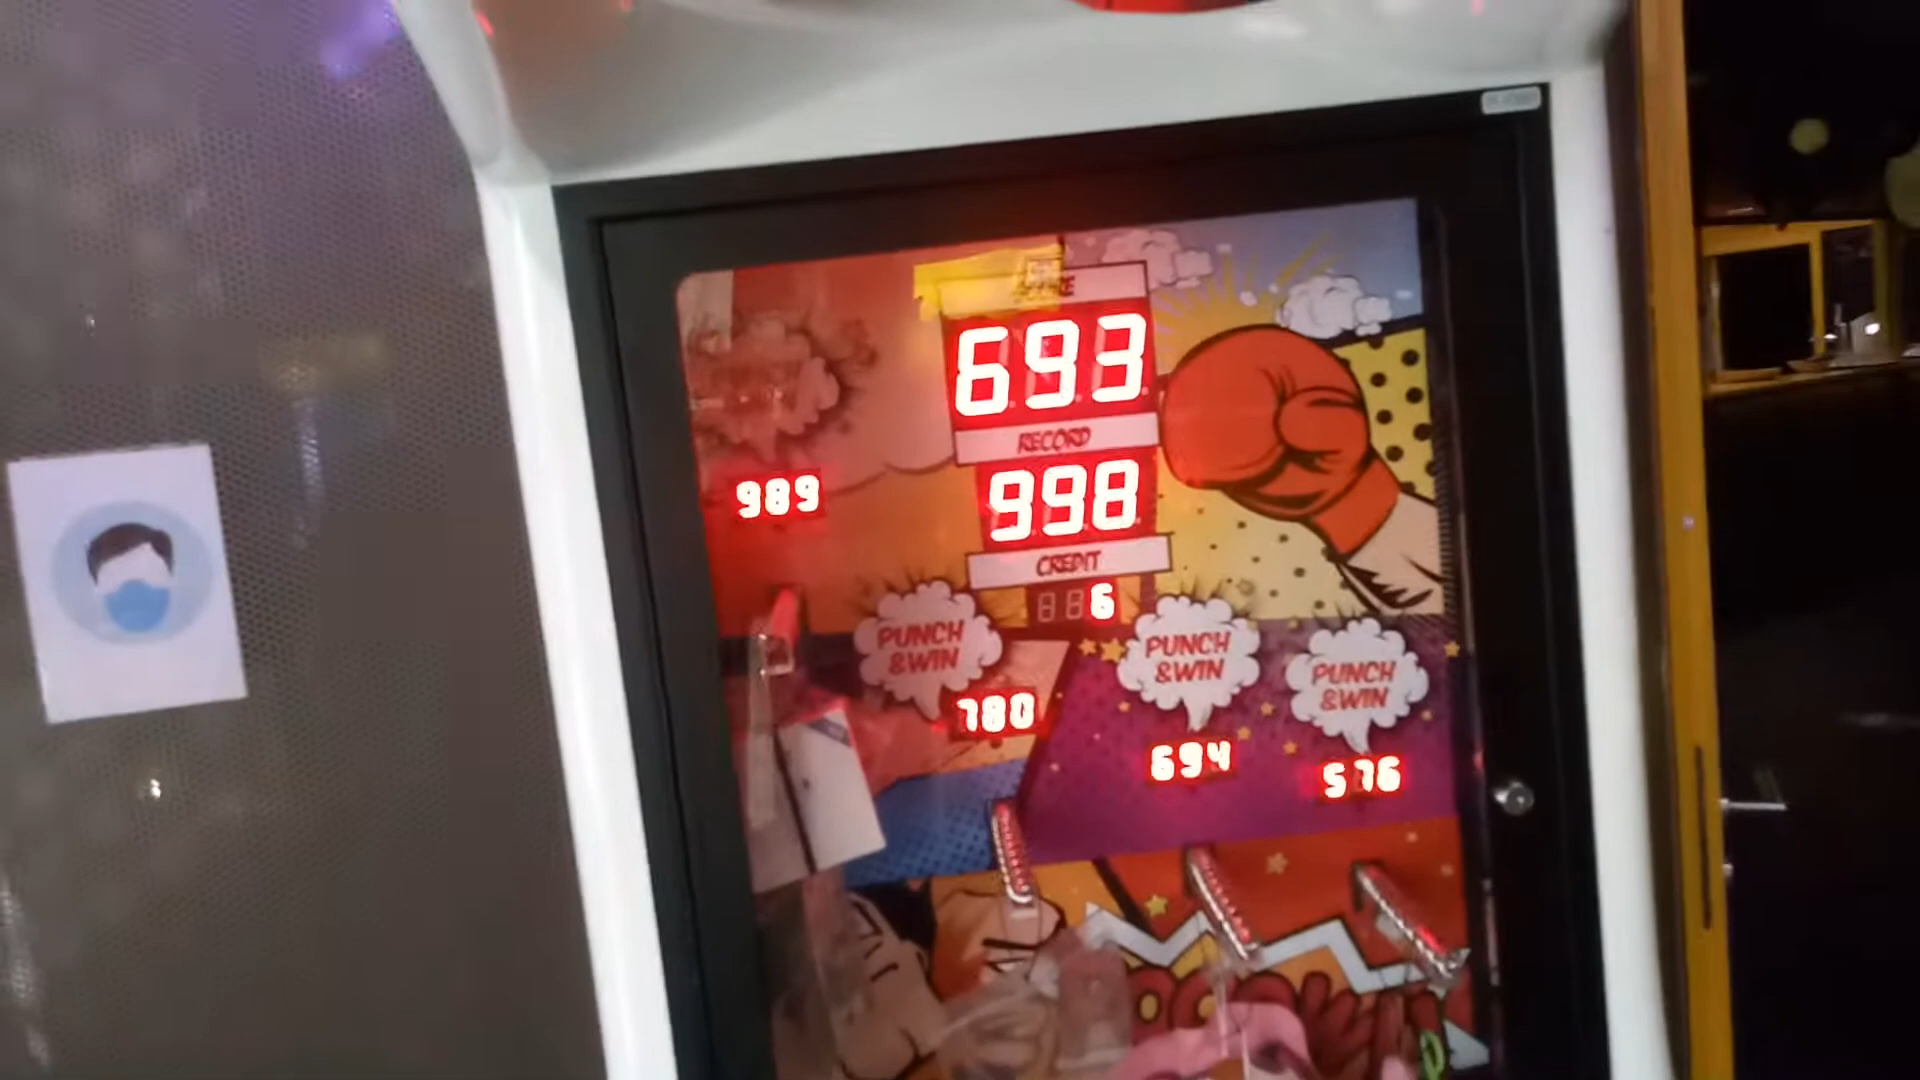 693
RECORD
998
CREDIT
6
989
PUNCH
&WIN
780
PUNCH
&WIN
694
PUNCH
&WIN
576